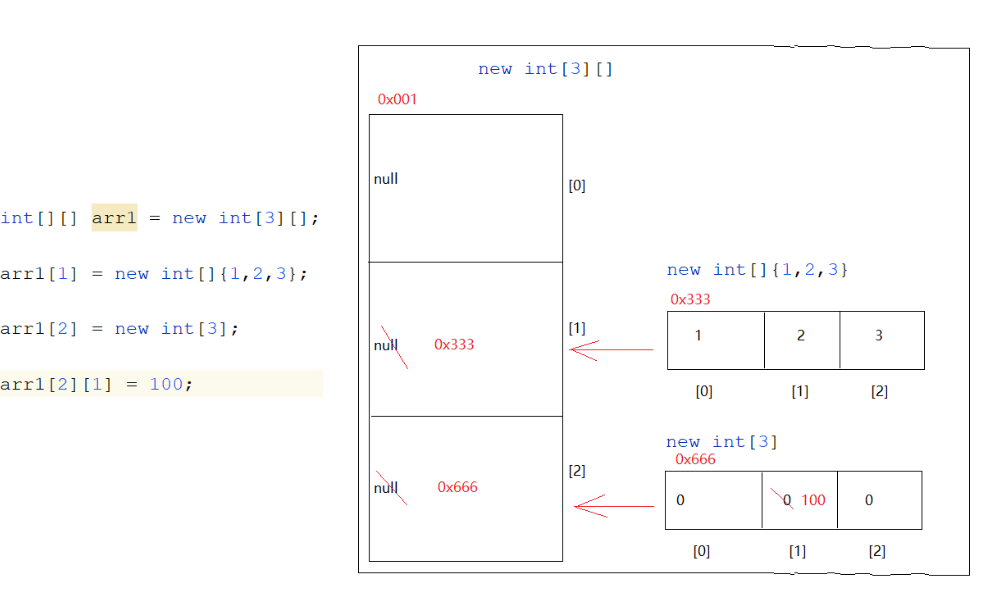 int[][] arr1 = new int[3][];
arr1[1] = new int[]{1,2,3};
arr1[2] = new int[3];
arr1[2][1] = 100;
new int[3][]
0x001
null
[0]
null 0x333
[1]
null 0x666
[2]
new int[]{1,2,3}
0x333
1 2 3
[0] [1] [2]
new int[3]
0x666
0 0 100 0
[0] [1] [2]